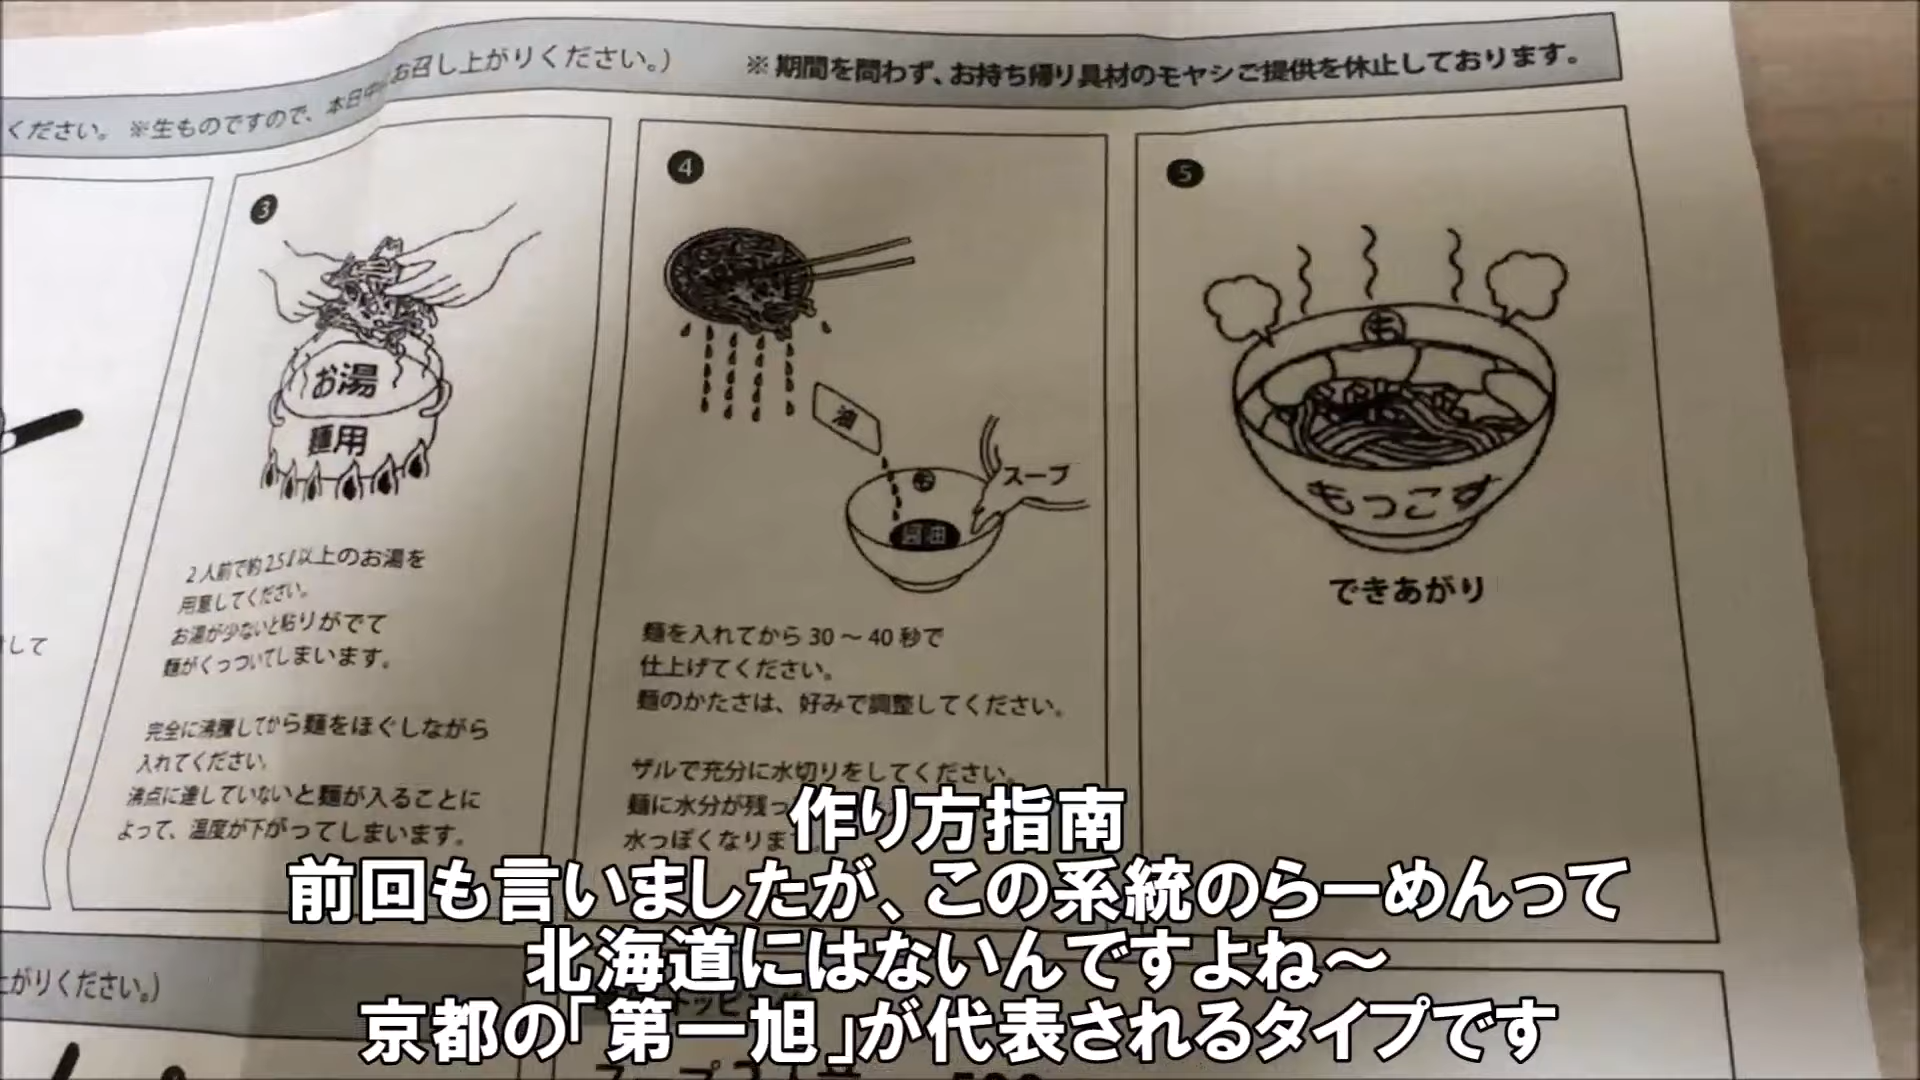 お召し上がりください。)
※期間を問わず、お持ち帰り具材のモヤシご提供を休止しております。
ください。 ※生ものですので、本日中
3
お湯
麺用
2人前で約2.5ℓ以上のお湯を
用意してください。
お湯が少ないと粘りがでて
麺がくっついてしまいます。
完全に沸騰してから麺をほぐしながら
入れてください。
沸点に達していないと麺が入ることに
よって、温度が下がってしまいます。
4
油
スープ
醤油
麺を入れてから 30 〜 40 秒で
仕上げてください。
麺のかたさは、好みで調整してください。
ザルで充分に水切りをしてください。
麺に水分が残っ
水っぽくなりま
5
も
もっこす
できあがり
して
上がりください。)
トッピン
作り方指南
前回も言いましたが、この系統のらーめんって
北海道にはないんですよね〜
京都の「第一旭」が代表されるタイプです